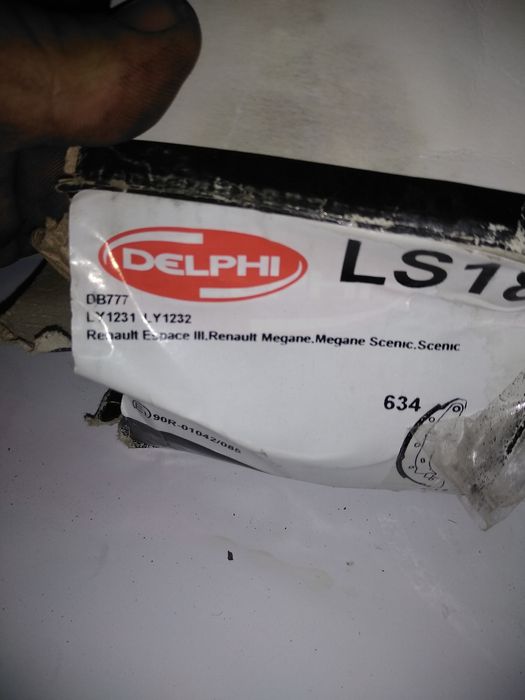 DELPHI
LS18
DB777
LY1231 LY1232
Renault Espace III,Renault Megane,Megane Scenic,Scenic
634
90R-01042/086